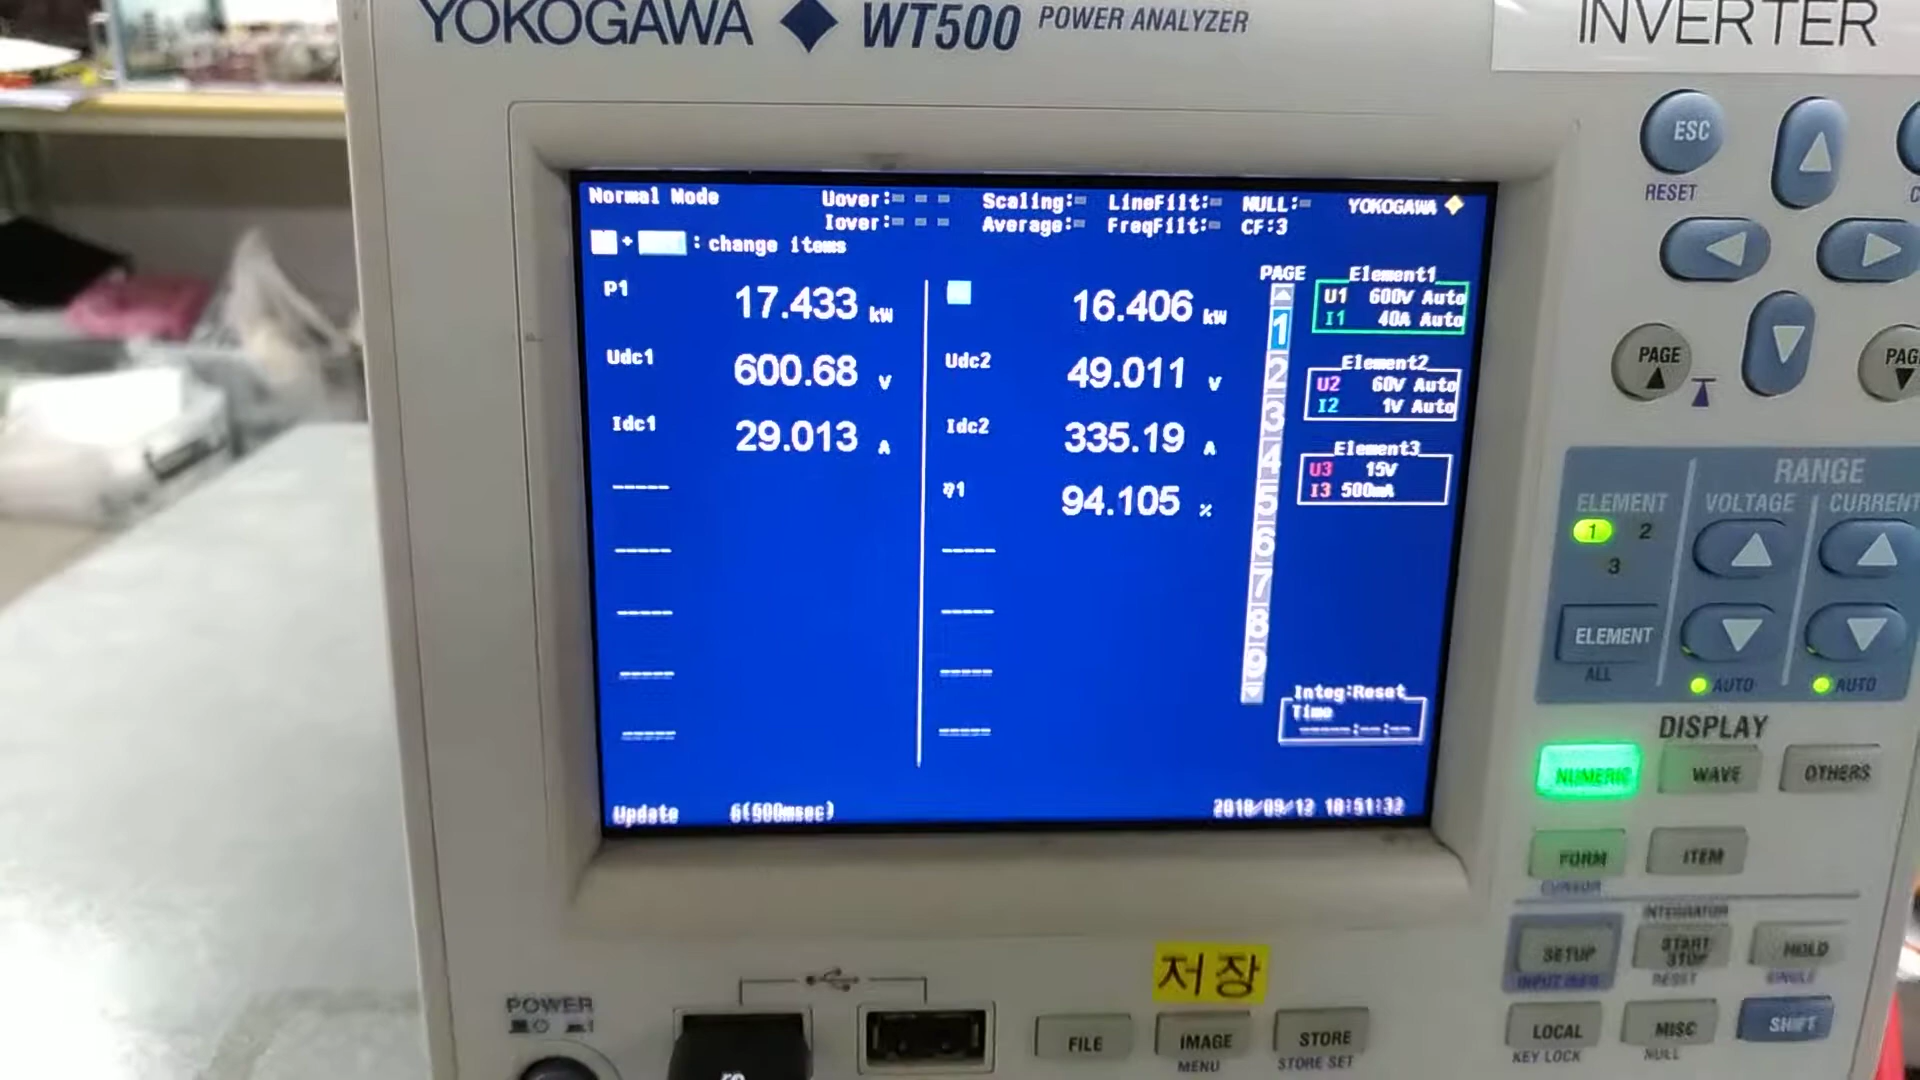 YOKOGAWA ◆ WT500 POWER ANALYZER
INVERTER
Normal Mode
Uover:
Iover:
Scaling:
Average:
LineFilt:
FreqFilt:
NULL:
CF:3
YOKOGAWA
: change items
P1 17.433 kW
Udc1 600.68 V
Idc1 29.013 A
16.406 kW
Udc2 49.011 V
Idc2 335.19 A
η1 94.105 %
PAGE
1
2
3
4
5
6
7
8
9
Element1
U1 600V Auto
I1 40A Auto
Element2
U2 60V Auto
I2 1V Auto
Element3
U3 15V
I3 500mA
Integ:Reset
Time
-----:--:--
Update 6(500msec)
2018/09/12 18:51:32
ESC
RESET
PAGE
PAG
RANGE
ELEMENT
VOLTAGE
CURRENT
1 2
3
ELEMENT
ALL
AUTO
AUTO
DISPLAY
NUMERIC
WAVE
OTHERS
FORM
ITEM
CURSOR
INTEGRATOR
SETUP
START
STOP
HOLD
INPUT INFO
RESET
SINGLE
LOCAL
MISC
SHIFT
KEY LOCK
NULL
저장
POWER
FILE
IMAGE
STORE
MENU
STORE SET